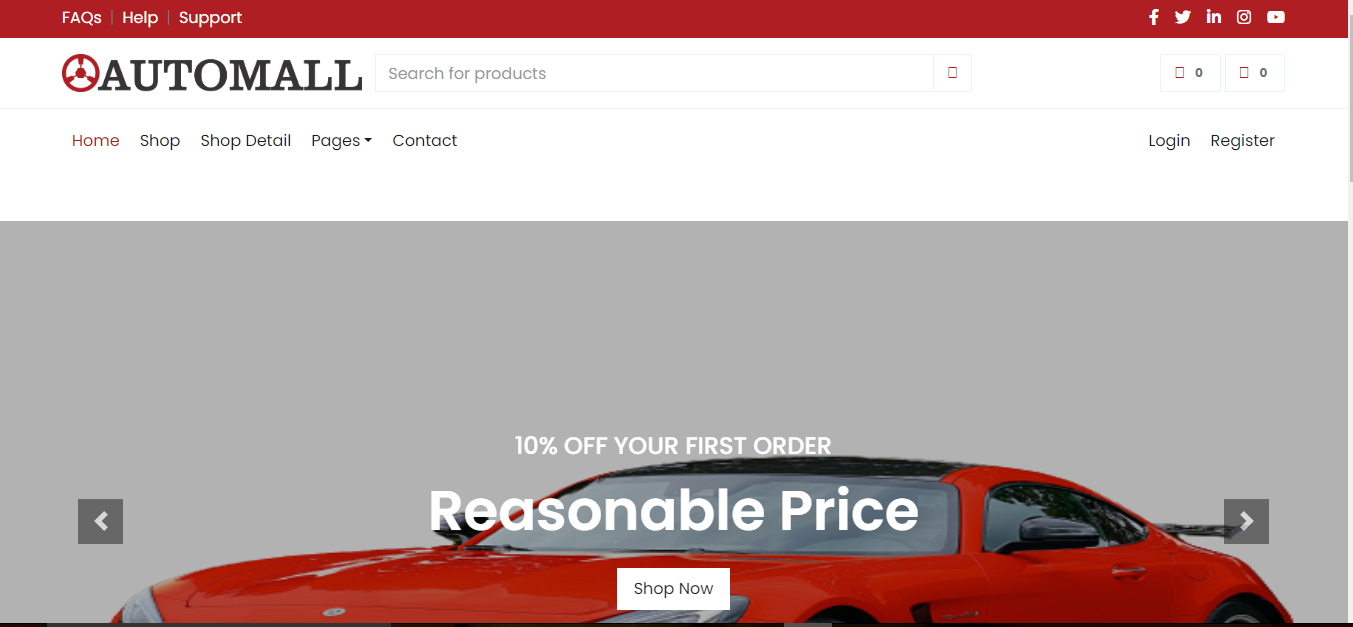 FAQs | Help | Support
AUTOMALL
Search for products
0
0
Home Shop Shop Detail Pages Contact
Login Register
10% OFF YOUR FIRST ORDER
Reasonable Price
Shop Now